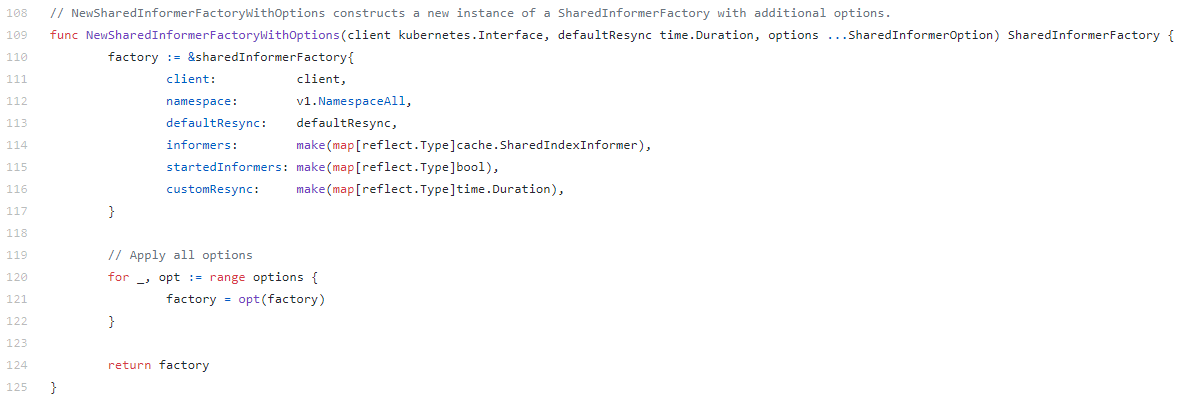 108 // NewSharedInformerFactoryWithOptions constructs a new instance of a SharedInformerFactory with additional options.
109 func NewSharedInformerFactoryWithOptions(client kubernetes.Interface, defaultResync time.Duration, options ...SharedInformerOption) SharedInformerFactory {
110 factory := &sharedInformerFactory{
111 client: client,
112 namespace: v1.NamespaceAll,
113 defaultResync: defaultResync,
114 informers: make(map[reflect.Type]cache.SharedIndexInformer),
115 startedInformers: make(map[reflect.Type]bool),
116 customResync: make(map[reflect.Type]time.Duration),
117 }
118
119 // Apply all options
120 for _, opt := range options {
121 factory = opt(factory)
122 }
123
124 return factory
125 }